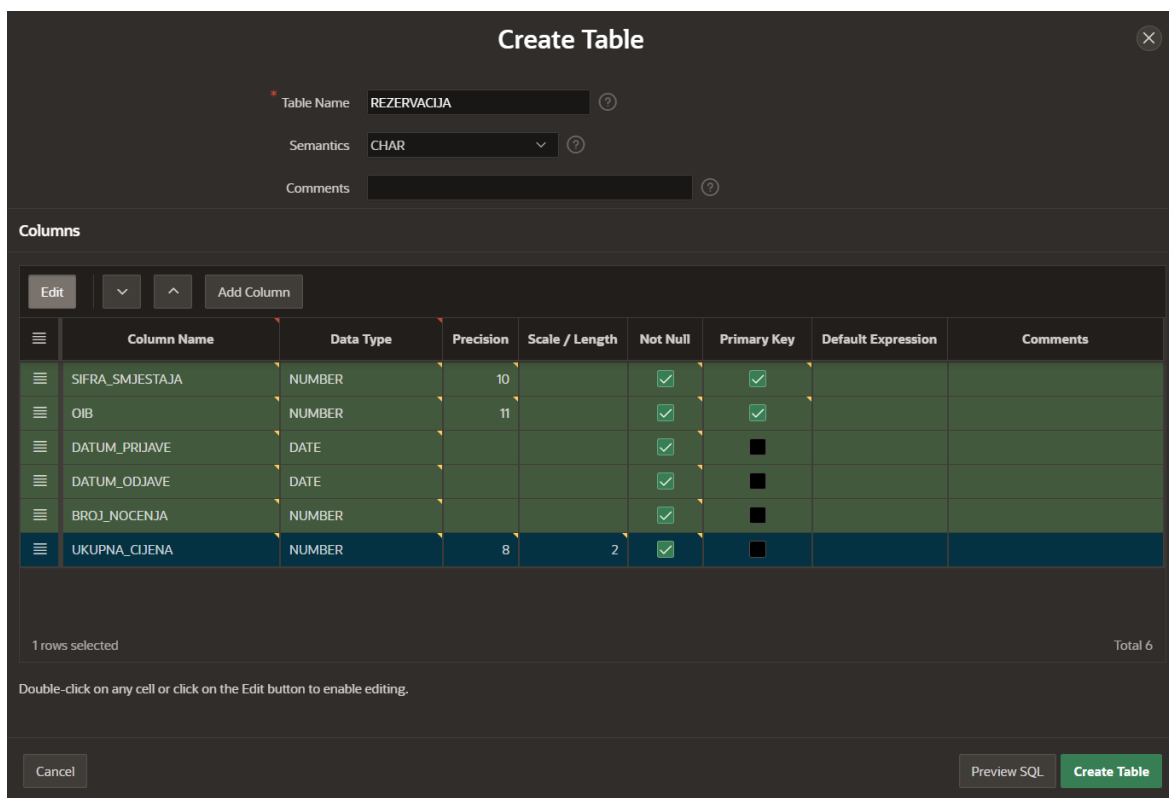 Create Table
* Table Name REZERVACIJA ?
Semantics CHAR ?
Comments ?
Columns
Edit Add Column
Column Name Data Type Precision Scale / Length Not Null Primary Key Default Expression Comments
SIFRA_SMJESTAJA NUMBER 10
OIB NUMBER 11
DATUM_PRIJAVE DATE
DATUM_ODJAVE DATE
BROJ_NOCENJA NUMBER
UKUPNA_CIJENA NUMBER 8 2
1 rows selected Total 6
Double-click on any cell or click on the Edit button to enable editing.
Cancel Preview SQL Create Table